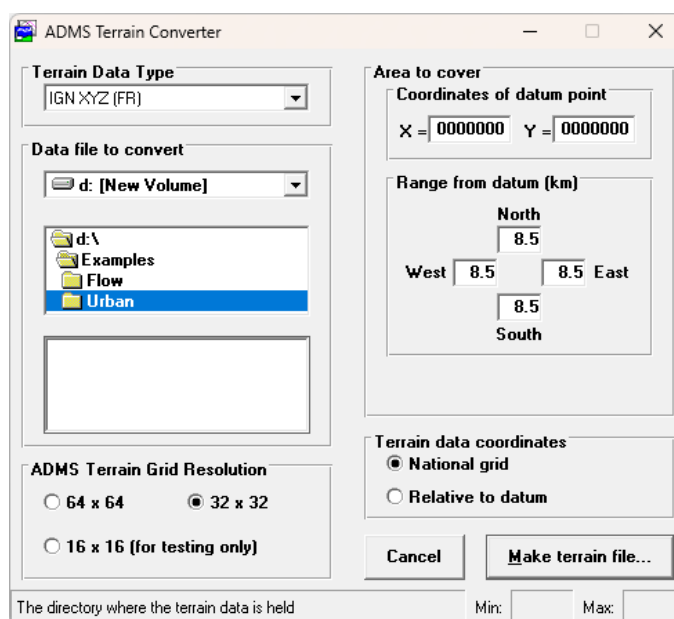 ADMS Terrain Converter
Terrain Data Type
IGN XYZ (FR)
Data file to convert
d: [New Volume]
d:\
Examples
Flow
Urban
ADMS Terrain Grid Resolution
64 x 64
32 x 32
16 x 16 (for testing only)
Area to cover
Coordinates of datum point
X = 0000000 Y = 0000000
Range from datum (km)
North
8.5
West 8.5 8.5 East
8.5
South
Terrain data coordinates
National grid
Relative to datum
Cancel
Make terrain file...
The directory where the terrain data is held
Min:
Max: